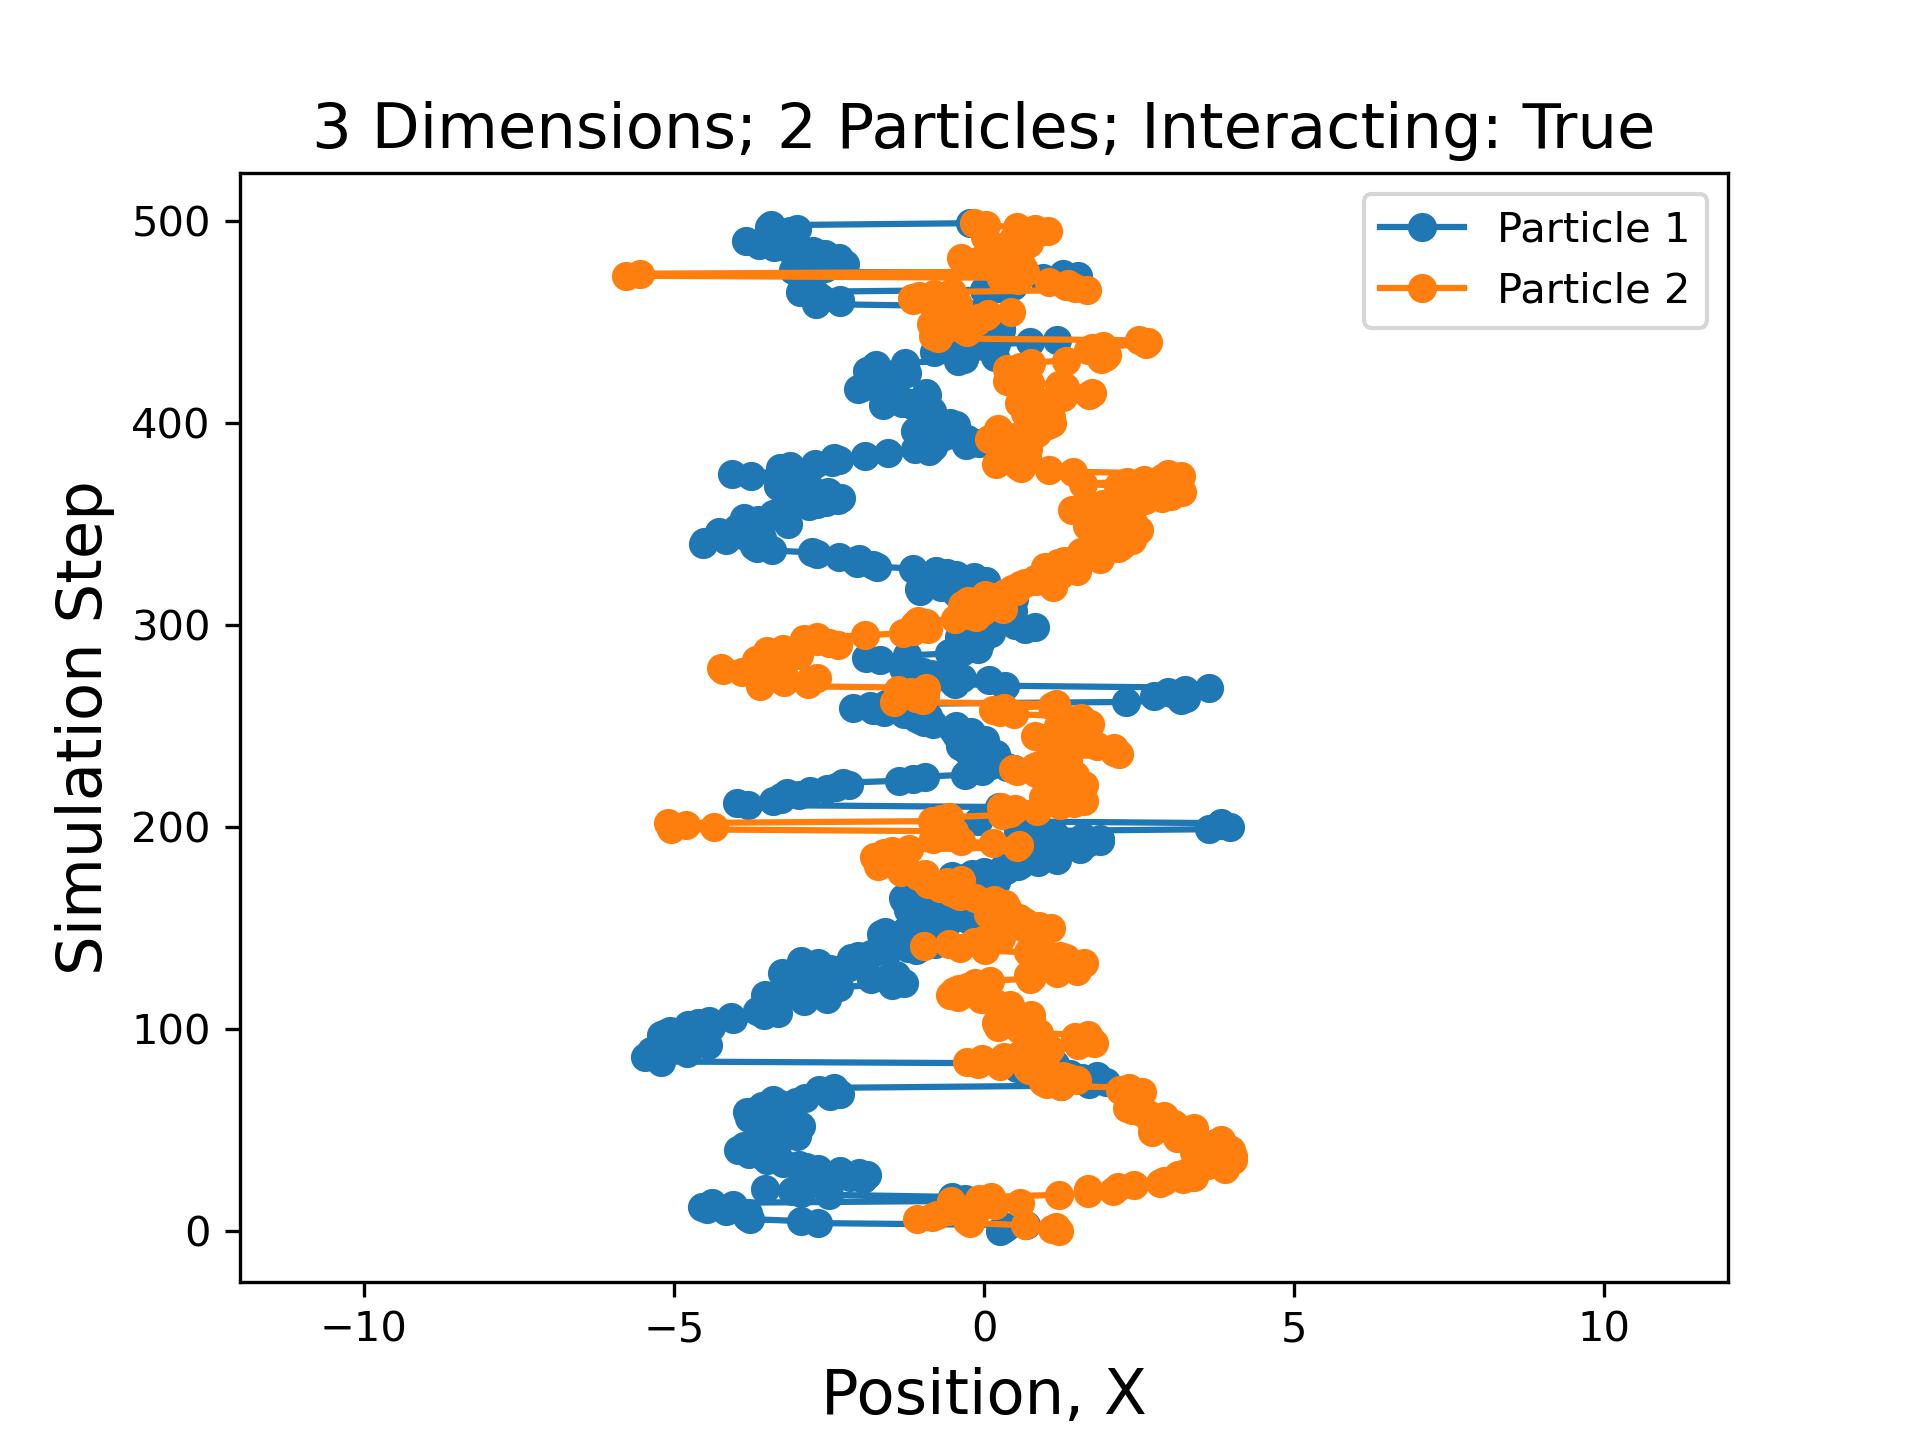 3 Dimensions; 2 Particles; Interacting: True
Particle 1
Particle 2
500
400
300
200
100
0
Simulation Step
−10
−5
0
5
10
Position, X